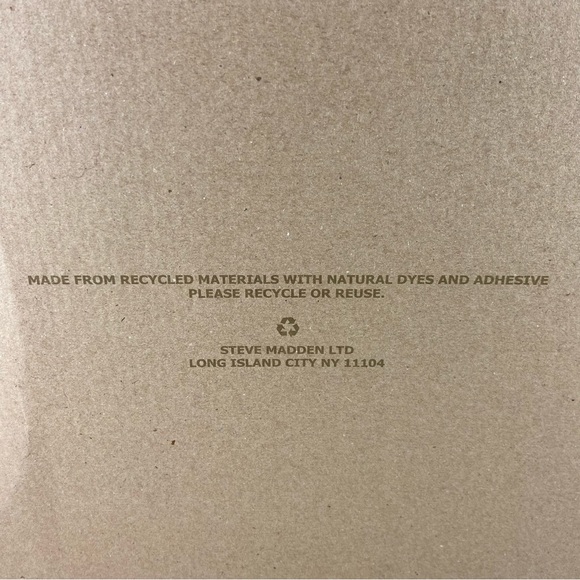 MADE FROM RECYCLED MATERIALS WITH NATURAL DYES AND ADHESIVE
PLEASE RECYCLE OR REUSE.
STEVE MADDEN LTD
LONG ISLAND CITY NY 11104